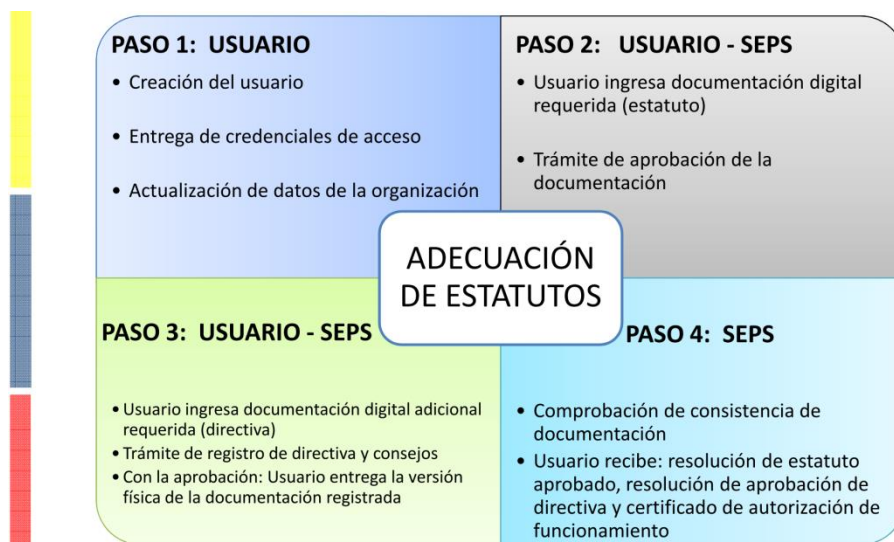 PASO 1: USUARIO
• Creación del usuario
• Entrega de credenciales de acceso
• Actualización de datos de la organización
PASO 2: USUARIO - SEPS
• Usuario ingresa documentación digital
requerida (estatuto)
• Trámite de aprobación de la
documentación
ADECUACIÓN
DE ESTATUTOS
PASO 3: USUARIO - SEPS
• Usuario ingresa documentación digital adicional
requerida (directiva)
• Trámite de registro de directiva y consejos
• Con la aprobación: Usuario entrega la versión
física de la documentación registrada
PASO 4: SEPS
• Comprobación de consistencia de
documentación
• Usuario recibe: resolución de estatuto
aprobado, resolución de aprobación de
directiva y certificado de autorización de
funcionamiento